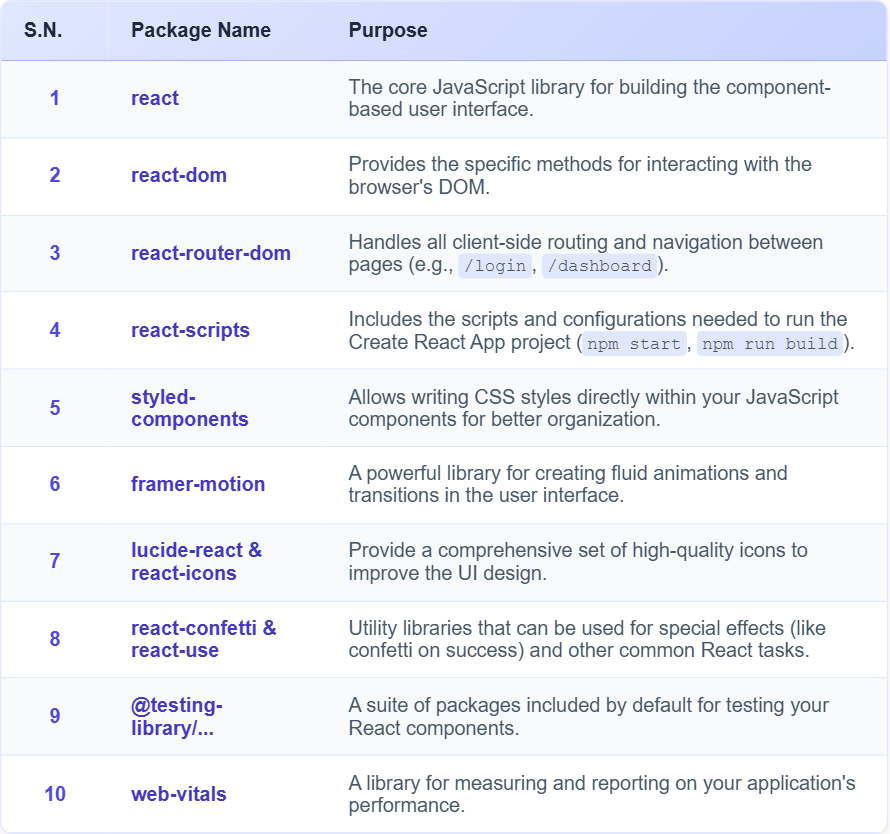 S.N. Package Name Purpose
1 react The core JavaScript library for building the component-
based user interface.
2 react-dom Provides the specific methods for interacting with the
browser's DOM.
3 react-router-dom Handles all client-side routing and navigation between
pages (e.g., /login, /dashboard).
4 react-scripts Includes the scripts and configurations needed to run the
Create React App project (npm start, npm run build).
5 styled- Allows writing CSS styles directly within your JavaScript
components components for better organization.
6 framer-motion A powerful library for creating fluid animations and
transitions in the user interface.
7 lucide-react & Provide a comprehensive set of high-quality icons to
react-icons improve the UI design.
8 react-confetti & Utility libraries that can be used for special effects (like
react-use confetti on success) and other common React tasks.
9 @testing- A suite of packages included by default for testing your
library/... React components.
10 web-vitals A library for measuring and reporting on your application's
performance.